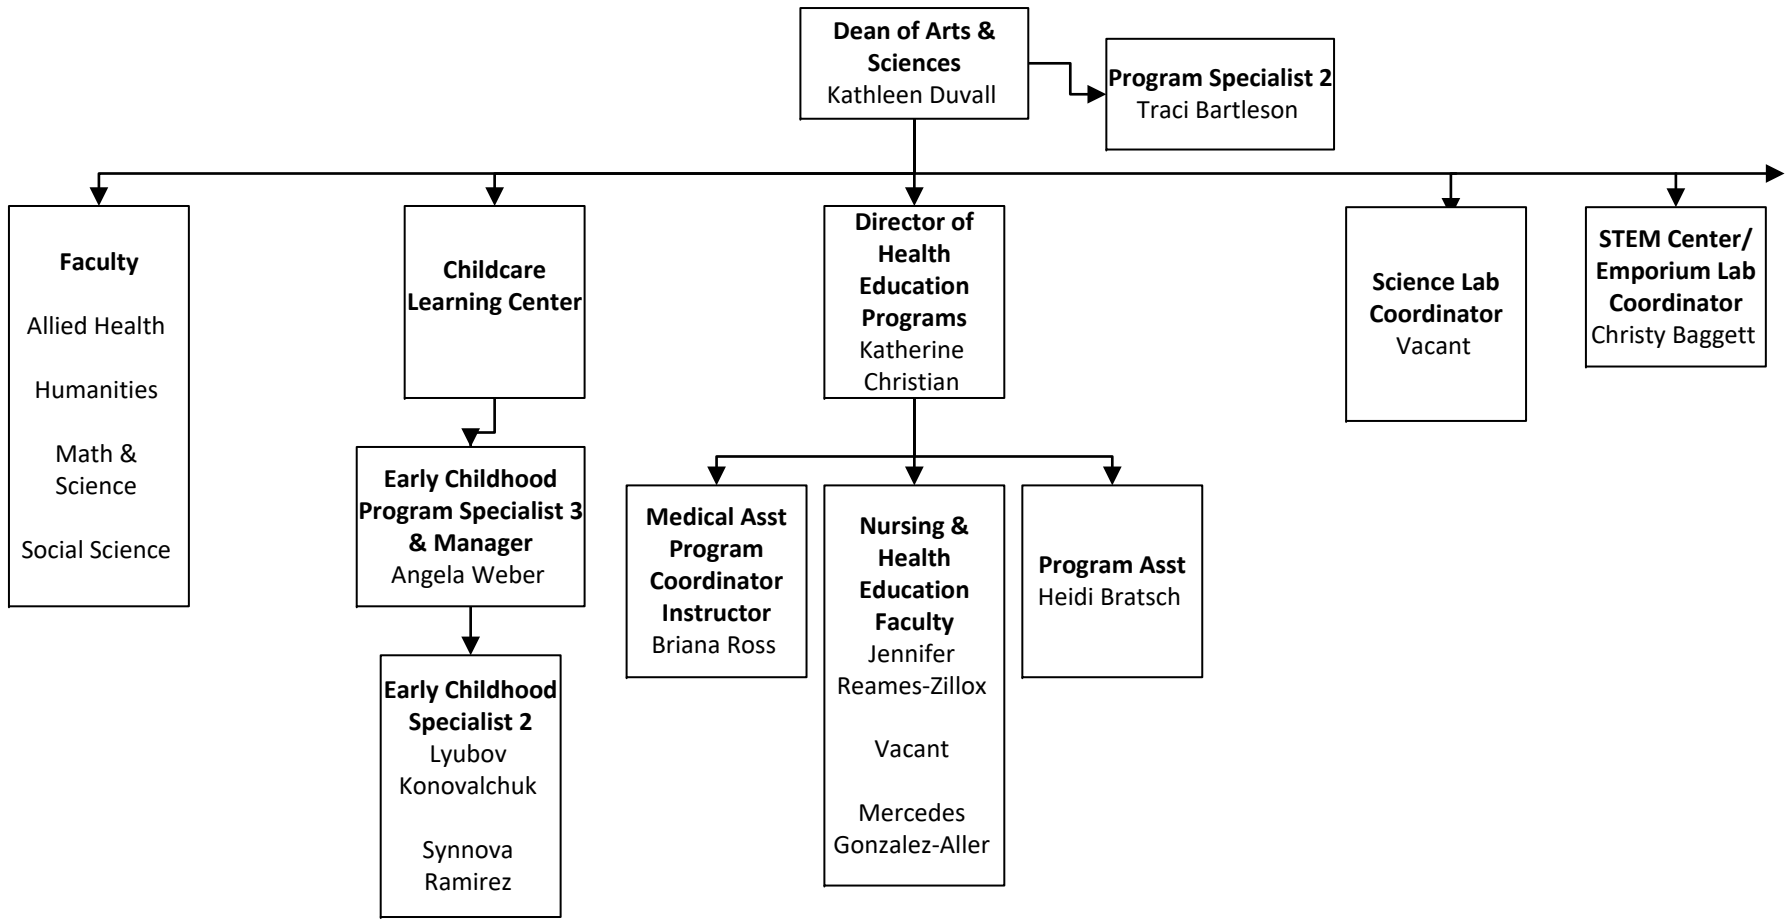 Dean of Arts &
Sciences
Kathleen Duvall
Program Specialist 2
Traci Bartleson
Faculty
Allied Health
Humanities
Math &
Science
Social Science
Childcare
Learning Center
Director of
Health
Education
Programs
Katherine
Christian
Science Lab
Coordinator
Vacant
STEM Center/
Emporium Lab
Coordinator
Christy Baggett
Early Childhood
Program Specialist 3
& Manager
Angela Weber
Medical Asst
Program
Coordinator
Instructor
Briana Ross
Nursing &
Health
Education
Faculty
Jennifer
Reames-Zillox
Vacant
Mercedes
Gonzalez-Aller
Program Asst
Heidi Bratsch
Early Childhood
Specialist 2
Lyubov
Konovalchuk
Synnova
Ramirez